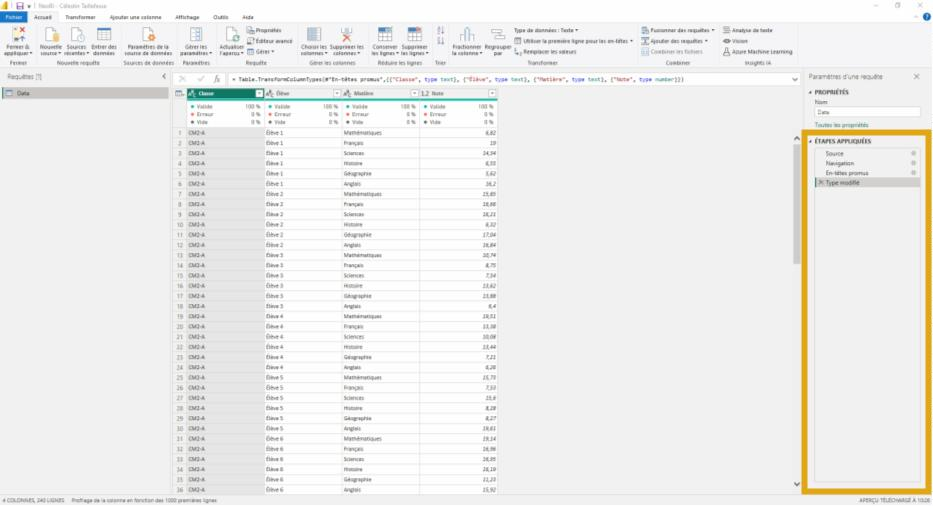 NeoBI - Célestin Taillefesse
Fichier Accueil Transformer Ajouter une colonne Affichage Outils Aide
Fermer & appliquer
Nouvelle source
Sources récentes
Entrer des données
Paramètres de la source de données
Gérer les paramètres
Actualiser l'aperçu
Propriétés
Éditeur avancé
Gérer
Choisir les colonnes
Supprimer les colonnes
Conserver les lignes
Supprimer les lignes
Fractionner la colonne
Regrouper par
Type de données : Texte
Utiliser la première ligne pour les en-têtes
Remplacer les valeurs
Fusionner des requêtes
Ajouter des requêtes
Combiner les fichiers
Analyse de texte
Vision
Azure Machine Learning
Fermer Nouvelle requête Sources de données Paramètres Requête Gérer les colonnes Réduire les lignes Trier Transformer Combiner Insights IA
Requêtes [1]
Data
= Table.TransformColumnTypes(#"En-têtes promus",{{"Classe", type text}, {"Élève", type text}, {"Matière", type text}, {"Note", type number}})
Classe Élève Matière 1.2 Note
Valide 100 % Valide 100 % Valide 100 % Valide 100 %
Erreur 0 % Erreur 0 % Erreur 0 % Erreur 0 %
Vide 0 % Vide 0 % Vide 0 % Vide 0 %
1 CM2-A Élève 1 Mathématiques 6,82
2 CM2-A Élève 1 Français 19
3 CM2-A Élève 1 Sciences 14,54
4 CM2-A Élève 1 Histoire 6,55
5 CM2-A Élève 1 Géographie 5,62
6 CM2-A Élève 1 Anglais 16,2
7 CM2-A Élève 2 Mathématiques 15,85
8 CM2-A Élève 2 Français 18,66
9 CM2-A Élève 2 Sciences 16,21
10 CM2-A Élève 2 Histoire 6,32
11 CM2-A Élève 2 Géographie 17,04
12 CM2-A Élève 2 Anglais 16,84
13 CM2-A Élève 3 Mathématiques 10,74
14 CM2-A Élève 3 Français 8,75
15 CM2-A Élève 3 Sciences 7,54
16 CM2-A Élève 3 Histoire 13,62
17 CM2-A Élève 3 Géographie 13,88
18 CM2-A Élève 3 Anglais 6,4
19 CM2-A Élève 4 Mathématiques 19,51
20 CM2-A Élève 4 Français 13,38
21 CM2-A Élève 4 Sciences 10,08
22 CM2-A Élève 4 Histoire 13,44
23 CM2-A Élève 4 Géographie 7,21
24 CM2-A Élève 4 Anglais 6,26
25 CM2-A Élève 5 Mathématiques 15,73
26 CM2-A Élève 5 Français 7,53
27 CM2-A Élève 5 Sciences 15,6
28 CM2-A Élève 5 Histoire 8,28
29 CM2-A Élève 5 Géographie 8,27
30 CM2-A Élève 5 Anglais 19,61
31 CM2-A Élève 6 Mathématiques 19,14
32 CM2-A Élève 6 Français 16,96
33 CM2-A Élève 6 Sciences 16,95
34 CM2-A Élève 6 Histoire 16,19
35 CM2-A Élève 6 Géographie 11,23
36 CM2-A Élève 6 Anglais 15,92
Paramètres d'une requête
PROPRIÉTÉS
Nom
Data
Toutes les propriétés
ÉTAPES APPLIQUÉES
Source
Navigation
En-têtes promus
Type modifié
4 COLONNES, 240 LIGNES Profilage de la colonne en fonction des 1000 premières lignes
APERÇU TÉLÉCHARGÉ À 10:26